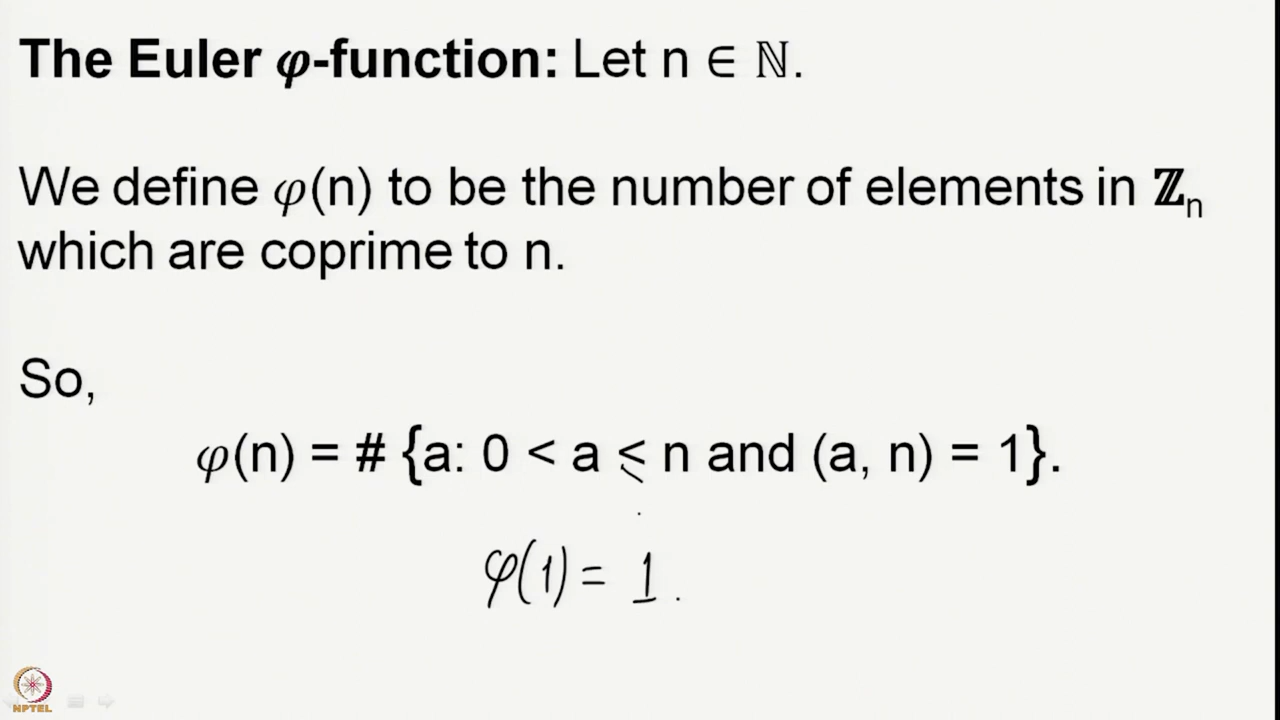 The Euler φ-function: Let n ∈ ℕ.
We define φ(n) to be the number of elements in ℤₙ
which are coprime to n.
So,
φ(n) = # {a: 0 < a ≤ n and (a, n) = 1}.
φ(1) = 1.
NPTEL